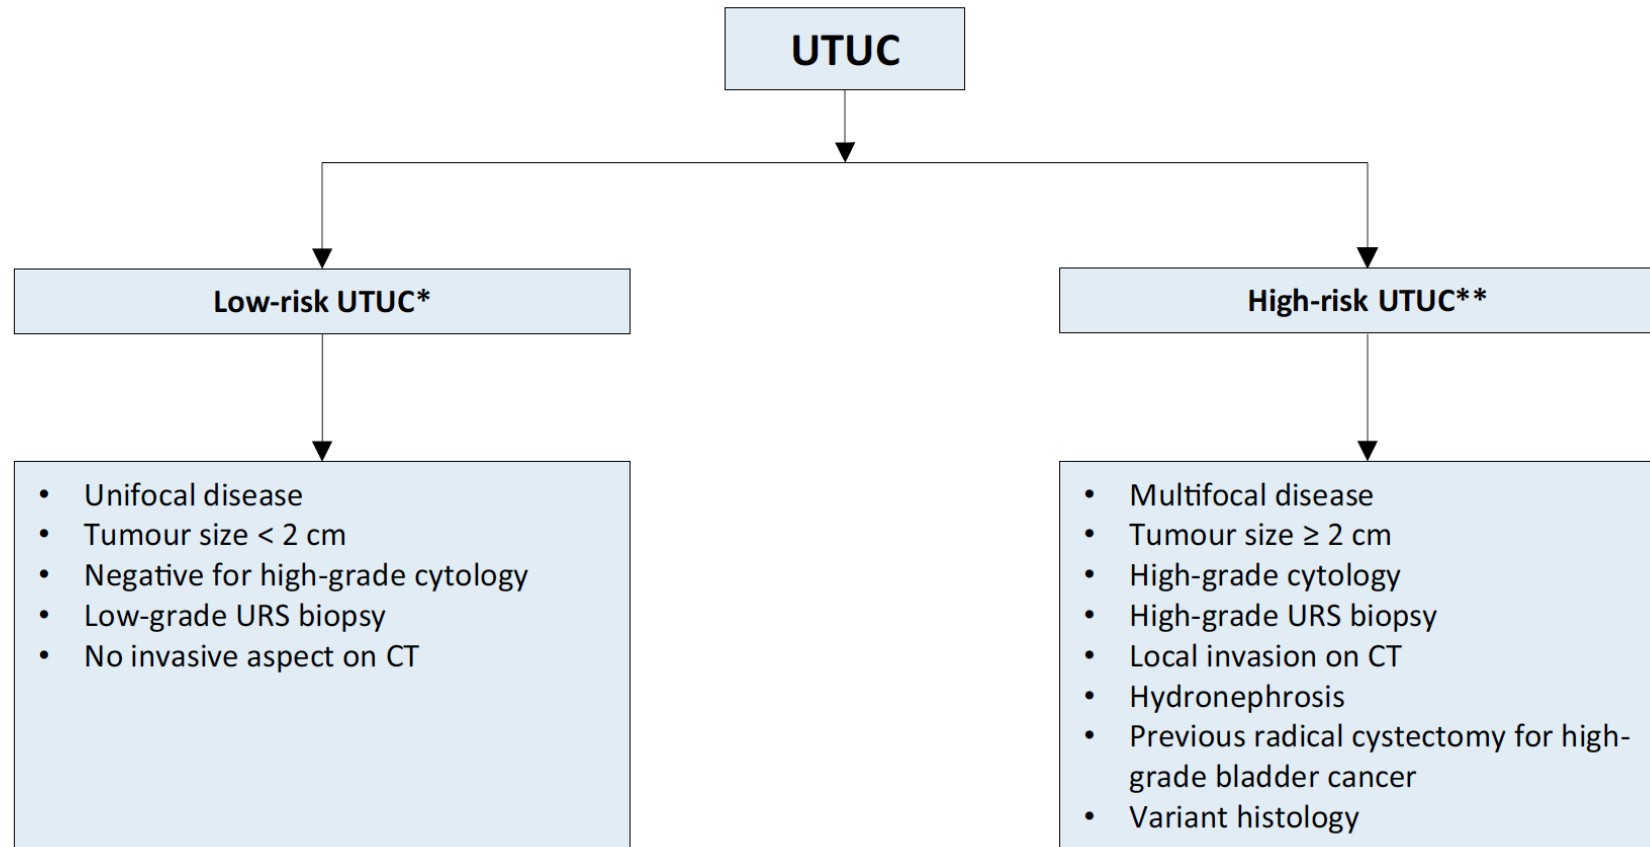 UTUC
Low-risk UTUC*
High-risk UTUC**
• Unifocal disease
• Tumour size < 2 cm
• Negative for high-grade cytology
• Low-grade URS biopsy
• No invasive aspect on CT
• Multifocal disease
• Tumour size ≥ 2 cm
• High-grade cytology
• High-grade URS biopsy
• Local invasion on CT
• Hydronephrosis
• Previous radical cystectomy for high-
grade bladder cancer
• Variant histology